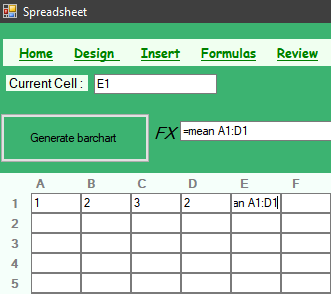 Spreadsheet
Home Design Insert Formulas Review
Current Cell : E1
Generate barchart FX =mean A1:D1
A B C D E F
1 1 2 3 2 an A1:D1
2
3
4
5